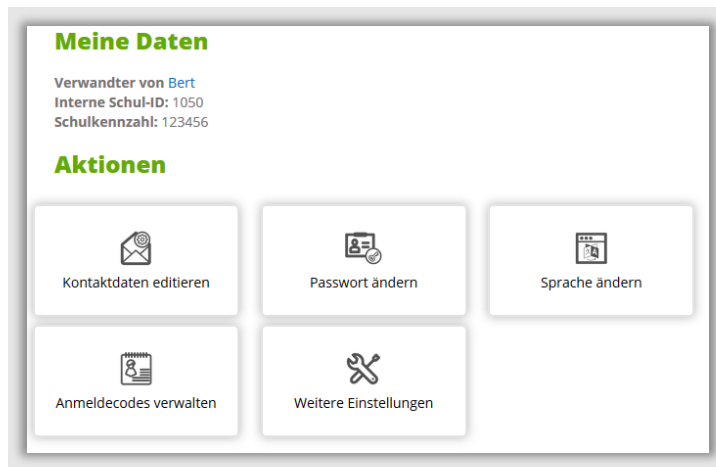 Meine Daten
Verwandter von Bert
Interne Schul-ID: 1050
Schulkennzahl: 123456
Aktionen
Kontaktdaten editieren
Passwort ändern
Sprache ändern
Anmeldecodes verwalten
Weitere Einstellungen